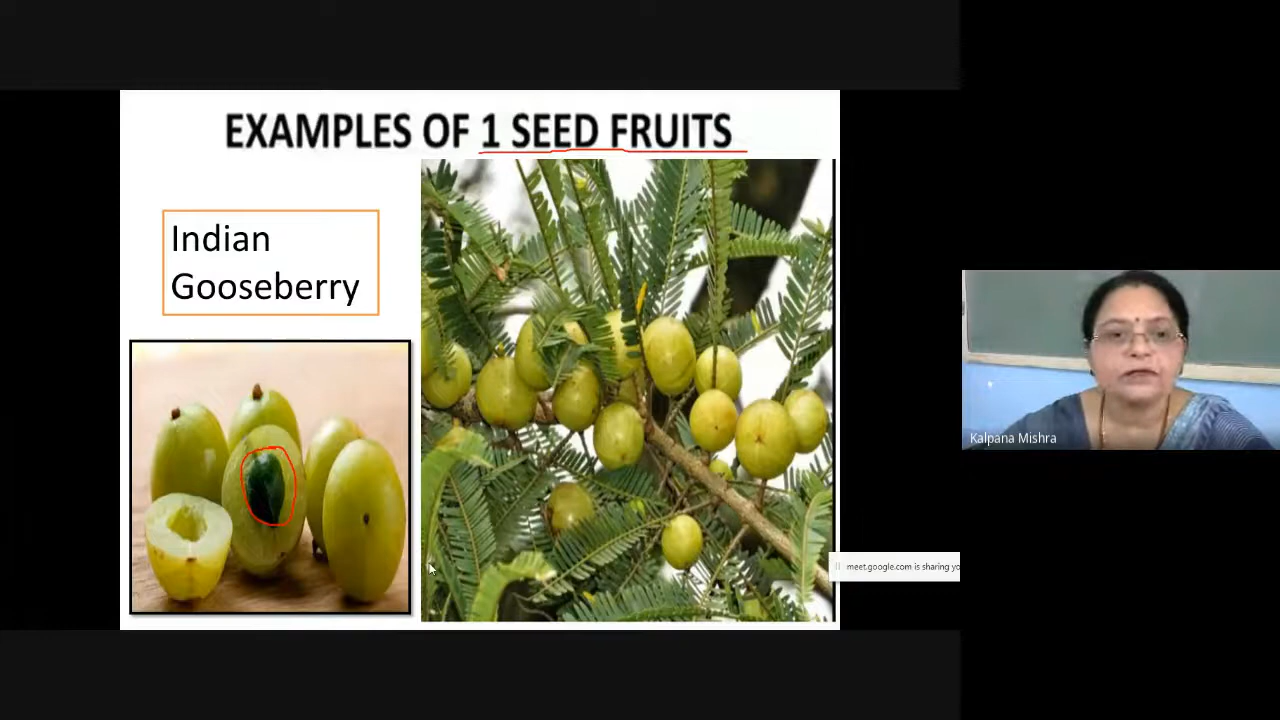 EXAMPLES OF 1 SEED FRUITS
Indian
Gooseberry
Kalpana Mishra
meet.google.com is sharing yo